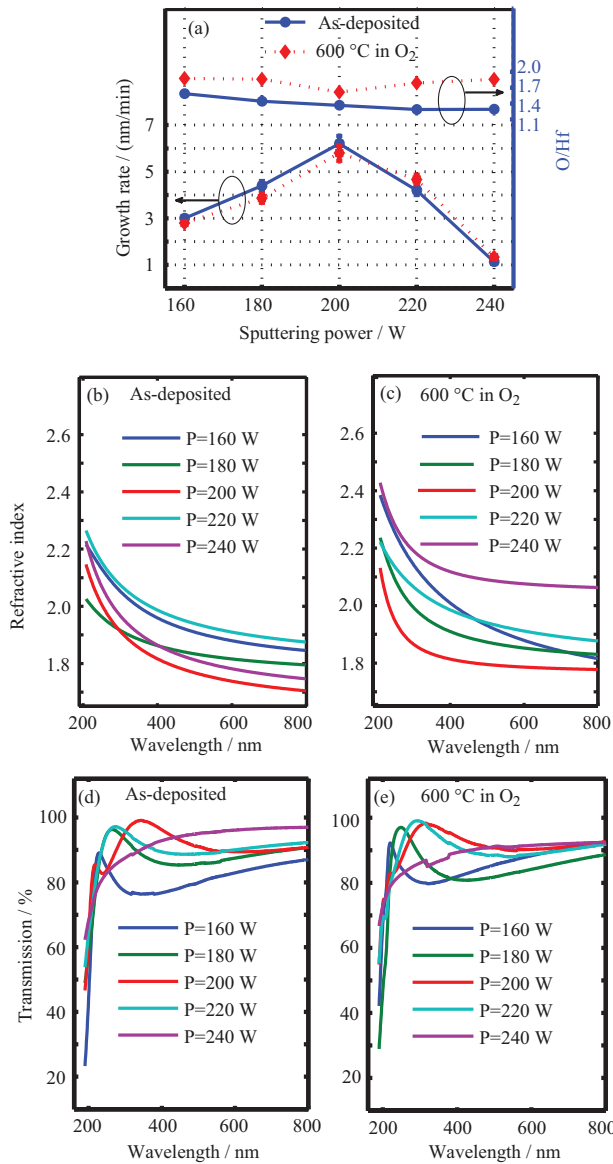 (a)
As-deposited
600 °C in O2
Growth rate / (nm/min)
7
5
3
1
2.0
1.7
1.4
1.1
O/Hf
160 180 200 220 240
Sputtering power / W
(b) As-deposited
P=160 W
P=180 W
P=200 W
P=220 W
P=240 W
Refractive index
2.6
2.4
2.2
2.0
1.8
200 400 600 800
Wavelength / nm
(c) 600 °C in O2
P=160 W
P=180 W
P=200 W
P=220 W
P=240 W
2.6
2.4
2.2
2.0
1.8
200 400 600 800
Wavelength / nm
(d) As-deposited
P=160 W
P=180 W
P=200 W
P=220 W
P=240 W
Transmission / %
100
80
60
40
20
200 400 600 800
Wavelength / nm
(e) 600 °C in O2
P=160 W
P=180 W
P=200 W
P=220 W
P=240 W
100
80
60
40
20
200 400 600 800
Wavelength / nm